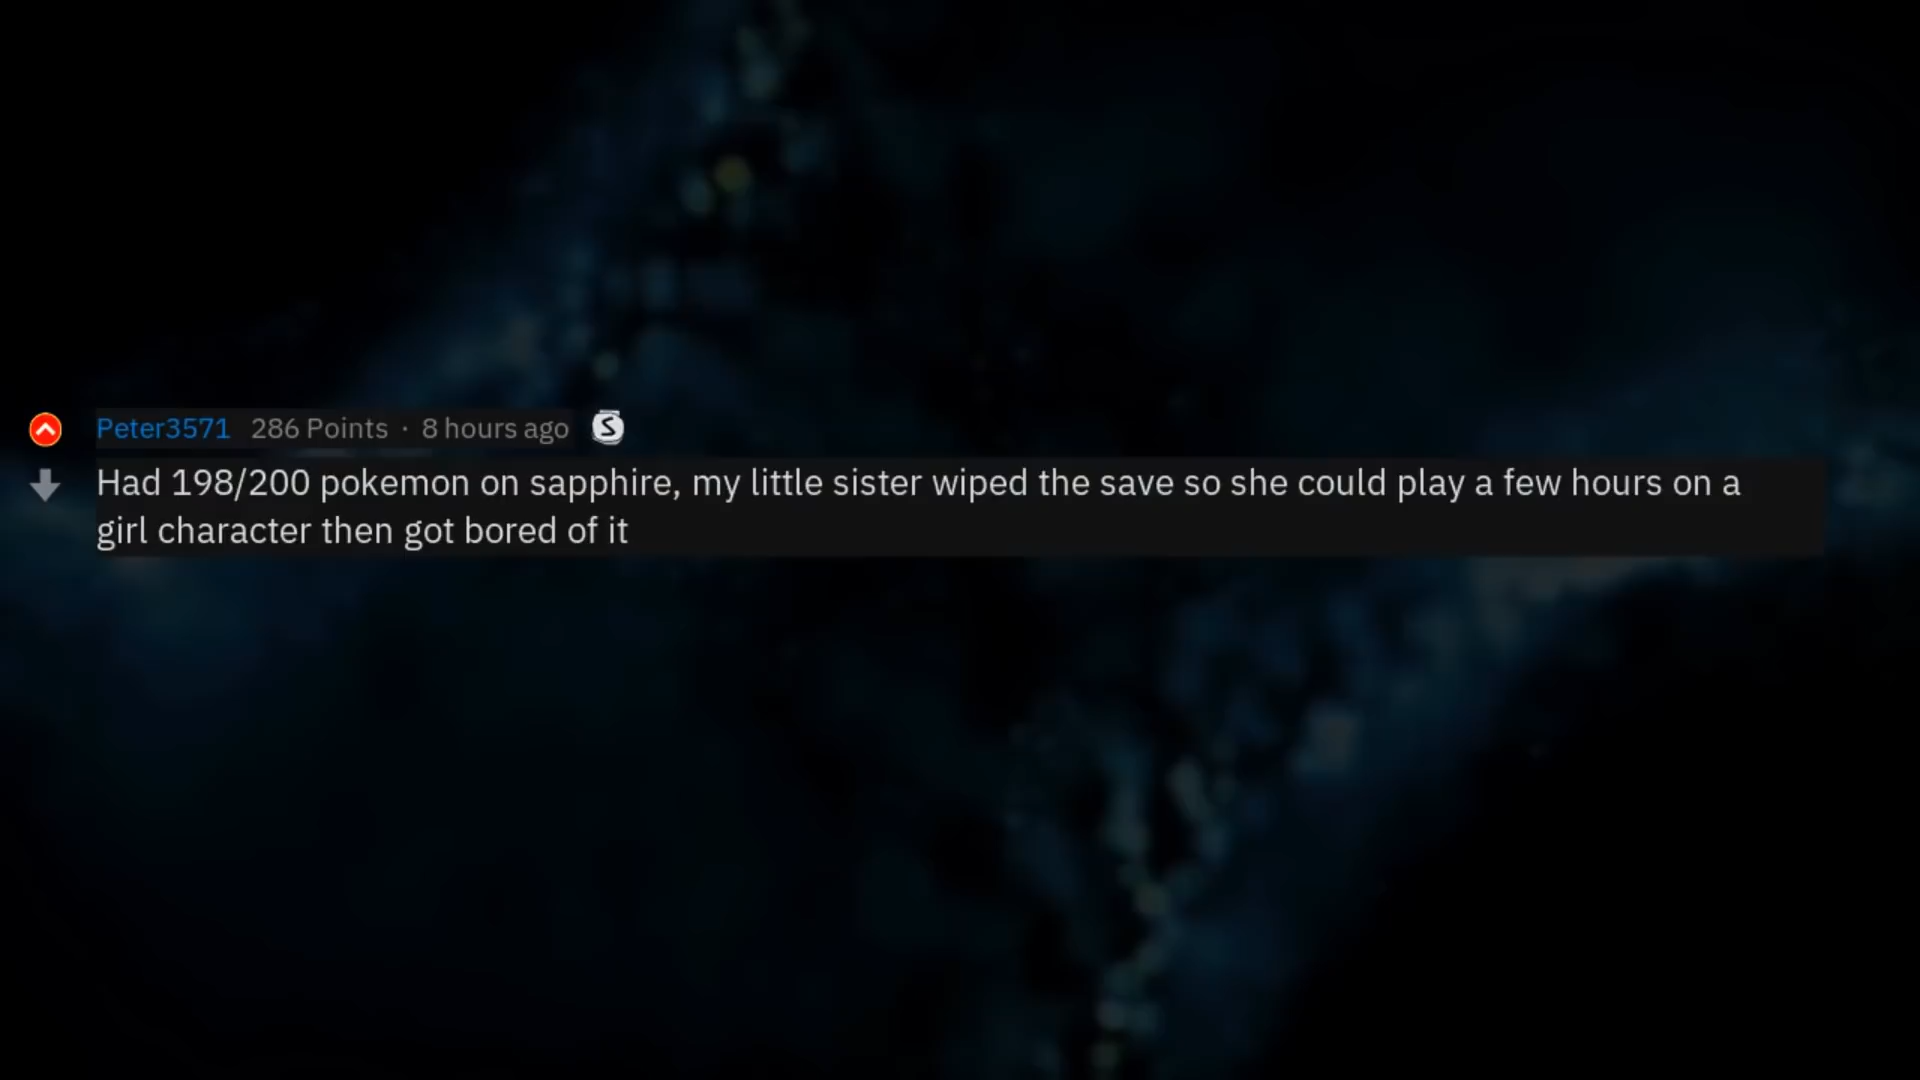 Peter3571 286 Points · 8 hours ago S
Had 198/200 pokemon on sapphire, my little sister wiped the save so she could play a few hours on a
girl character then got bored of it